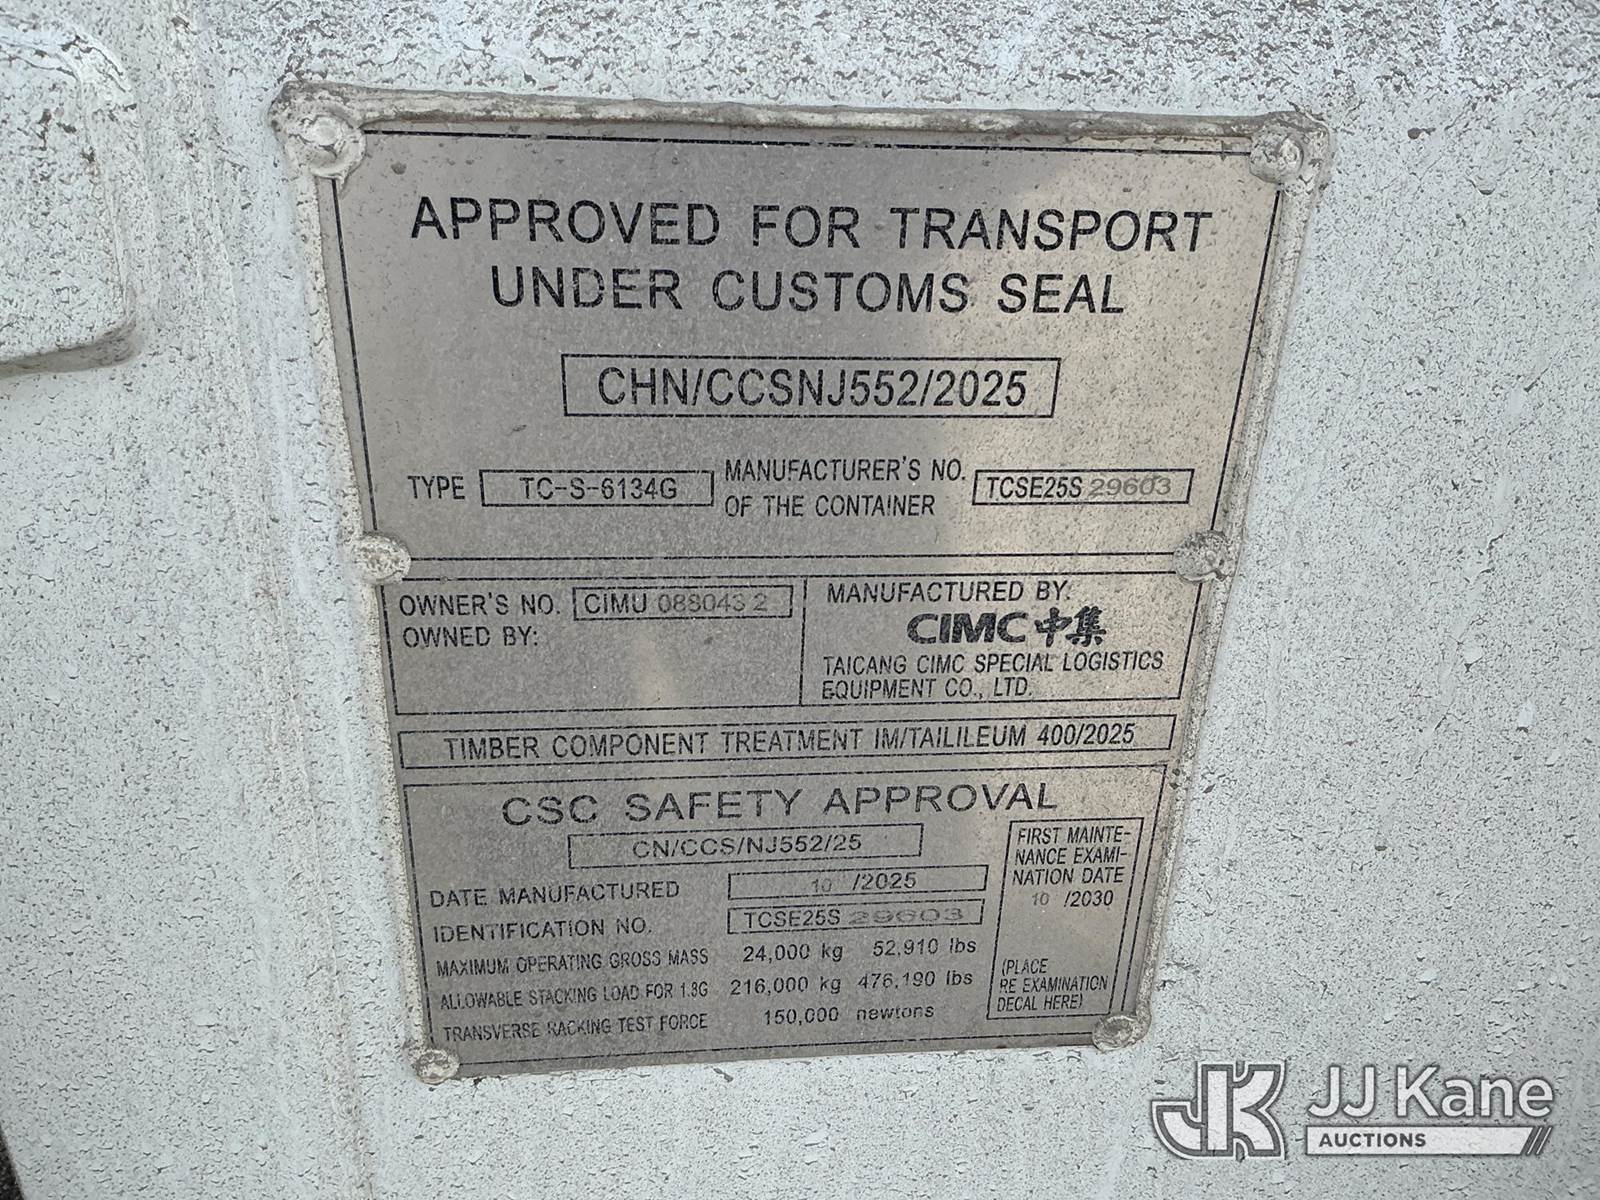 APPROVED FOR TRANSPORT
UNDER CUSTOMS SEAL
CHN/CCSNJ552/2025
TYPE TC-S-6134G
MANUFACTURER'S NO.
OF THE CONTAINER
TCSE25S 29603
OWNER'S NO. CIMU 088043 2
OWNED BY:
MANUFACTURED BY:
CIMC 中集
TAICANG CIMC SPECIAL LOGISTICS
EQUIPMENT CO., LTD.
TIMBER COMPONENT TREATMENT IM/TAILILEUM 400/2025
CSC SAFETY APPROVAL
CN/CCS/NJ552/25
DATE MANUFACTURED 10 /2025
IDENTIFICATION NO. TCSE25S 29603
MAXIMUM OPERATING GROSS MASS 24,000 kg 52,910 lbs
ALLOWABLE STACKING LOAD FOR 1.8G 216,000 kg 476,190 lbs
TRANSVERSE RACKING TEST FORCE 150,000 newtons
FIRST MAINTE-
NANCE EXAMI-
NATION DATE
10 /2030
(PLACE
RE EXAMINATION
DECAL HERE)
JK JJ Kane
AUCTIONS